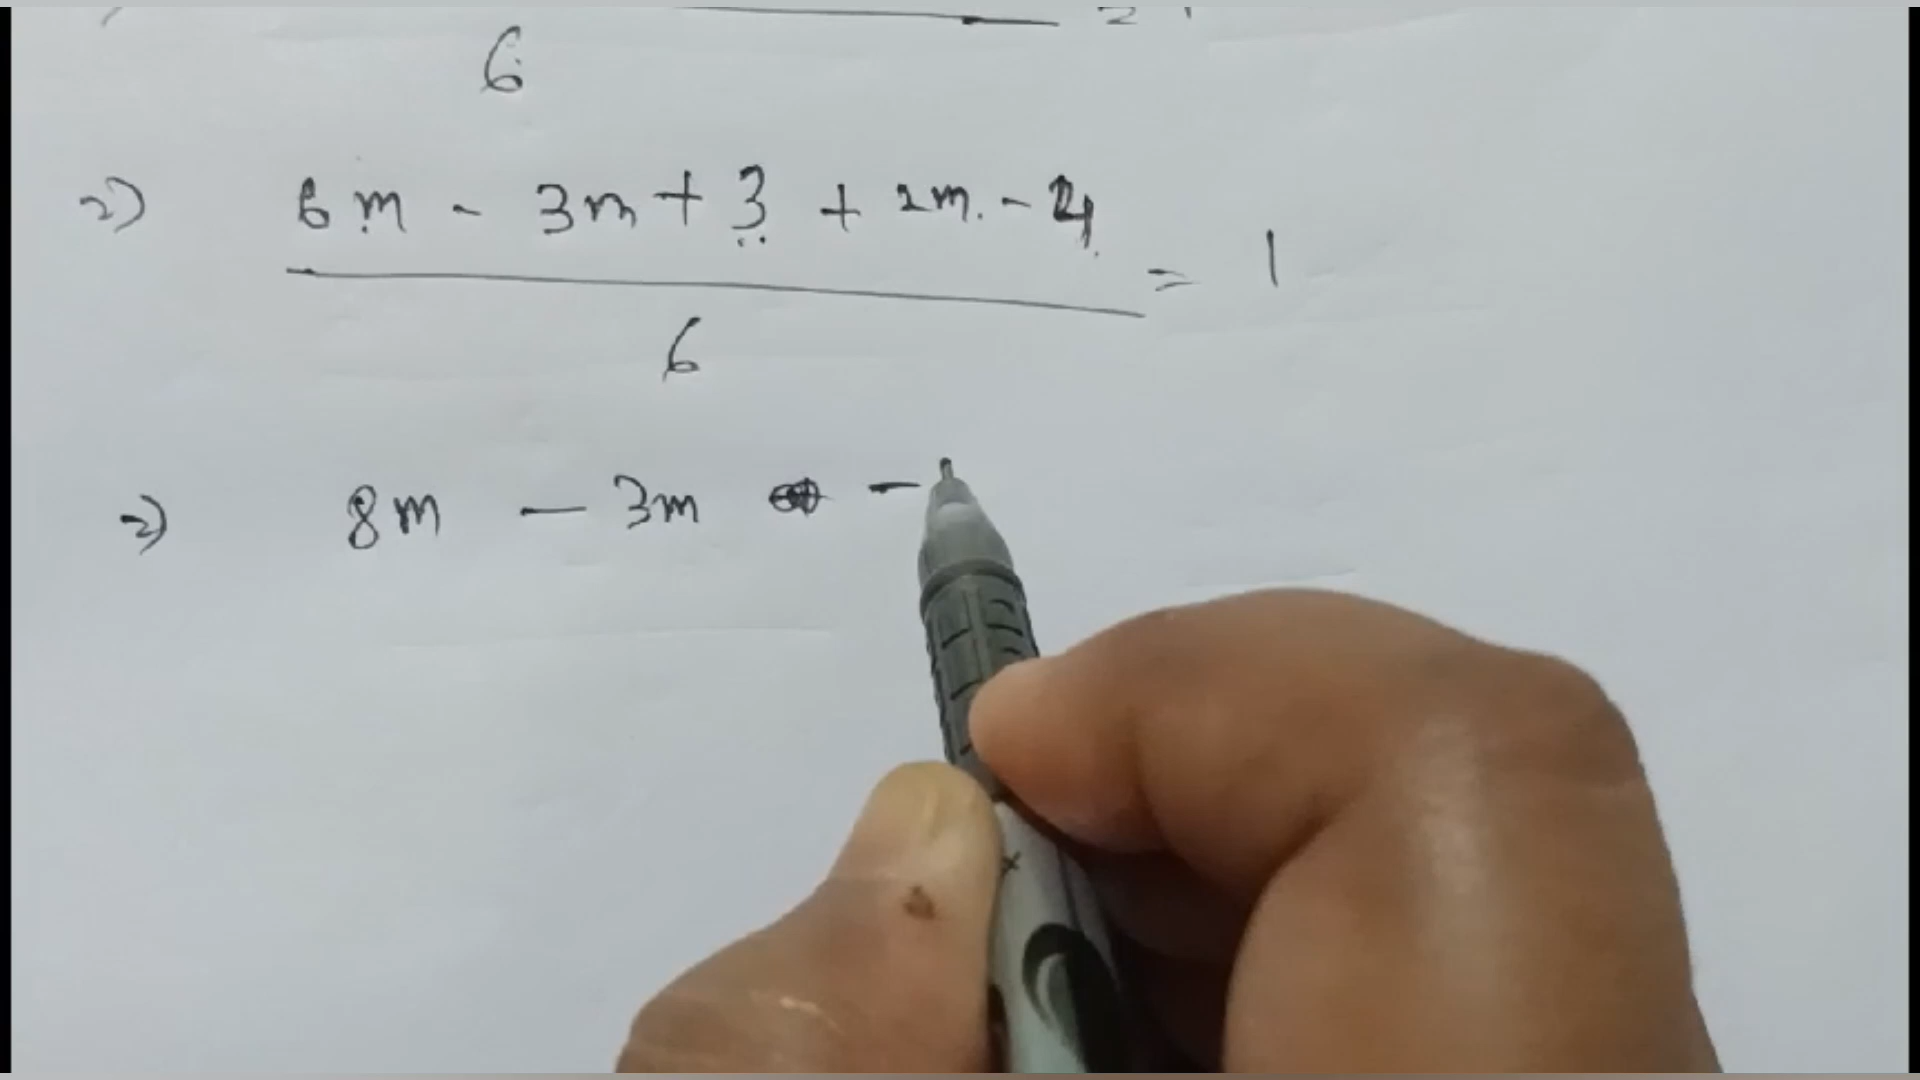 6
⇒ 6m - 3m + 3 + 2m - 4
= 1
6
⇒ 8m - 3m -